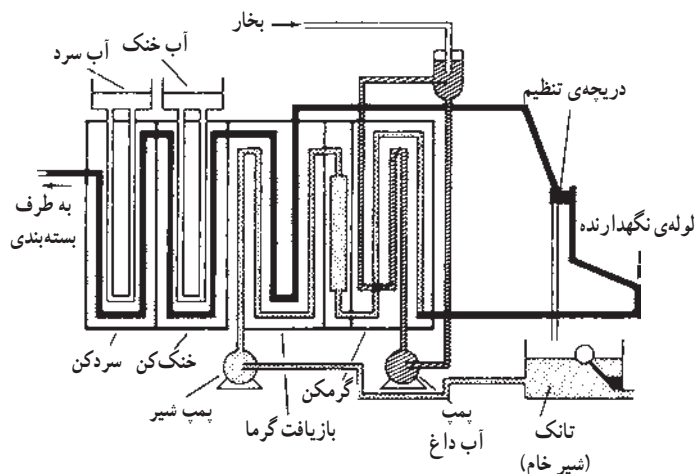 بخار
آب خنک
آب سرد
دریچه‌ی تنظیم
لوله‌ی نگهدارنده
به طرف
بسته‌بندی
سردکن
خنک‌کن
گرمکن
پمپ شیر
بازیافت گرما
پمپ
آب داغ
تانک
(شیر خام)